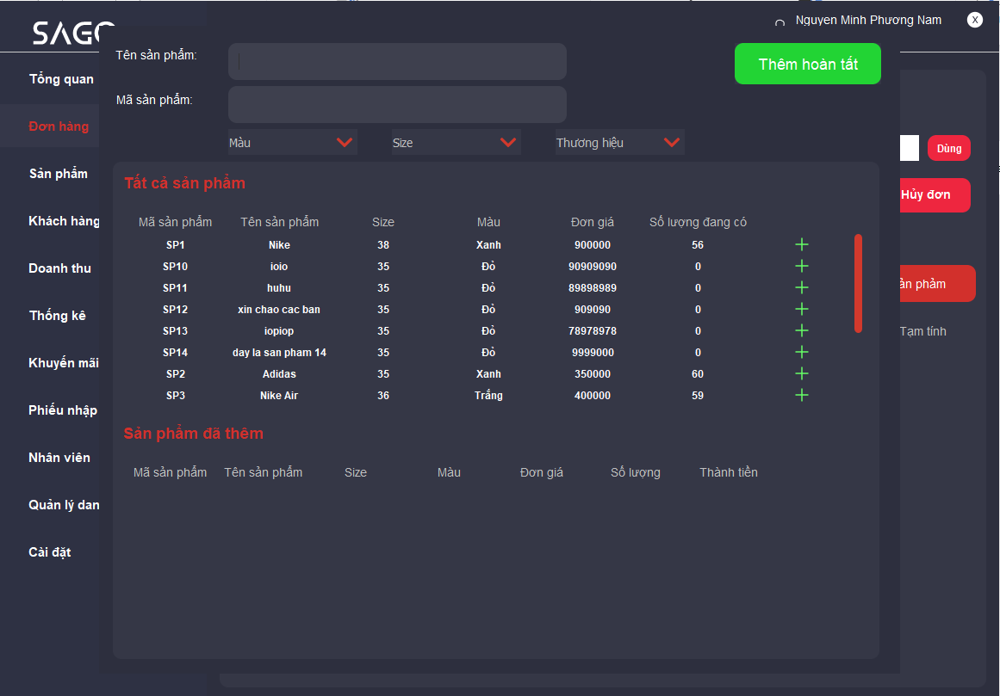 SAGO
Nguyen Minh Phương Nam
X
Tên sản phẩm:
Thêm hoàn tất
Mã sản phẩm:
Màu
Size
Thương hiệu
Tổng quan
Đơn hàng
Sản phẩm
Khách hàng
Doanh thu
Thống kê
Khuyến mãi
Phiếu nhập
Nhân viên
Quản lý dan
Cài đặt
Dùng
Hủy đơn
ản phẩm
Tạm tính
Tất cả sản phẩm
Mã sản phẩm Tên sản phẩm Size Màu Đơn giá Số lượng đang có
SP1 Nike 38 Xanh 900000 56
SP10 ioio 35 Đỏ 90909090 0
SP11 huhu 35 Đỏ 89898989 0
SP12 xin chao cac ban 35 Đỏ 909090 0
SP13 iopiop 35 Đỏ 78978978 0
SP14 day la san pham 14 35 Đỏ 9999000 0
SP2 Adidas 35 Xanh 350000 60
SP3 Nike Air 36 Trắng 400000 59
Sản phẩm đã thêm
Mã sản phẩm Tên sản phẩm Size Màu Đơn giá Số lượng Thành tiền